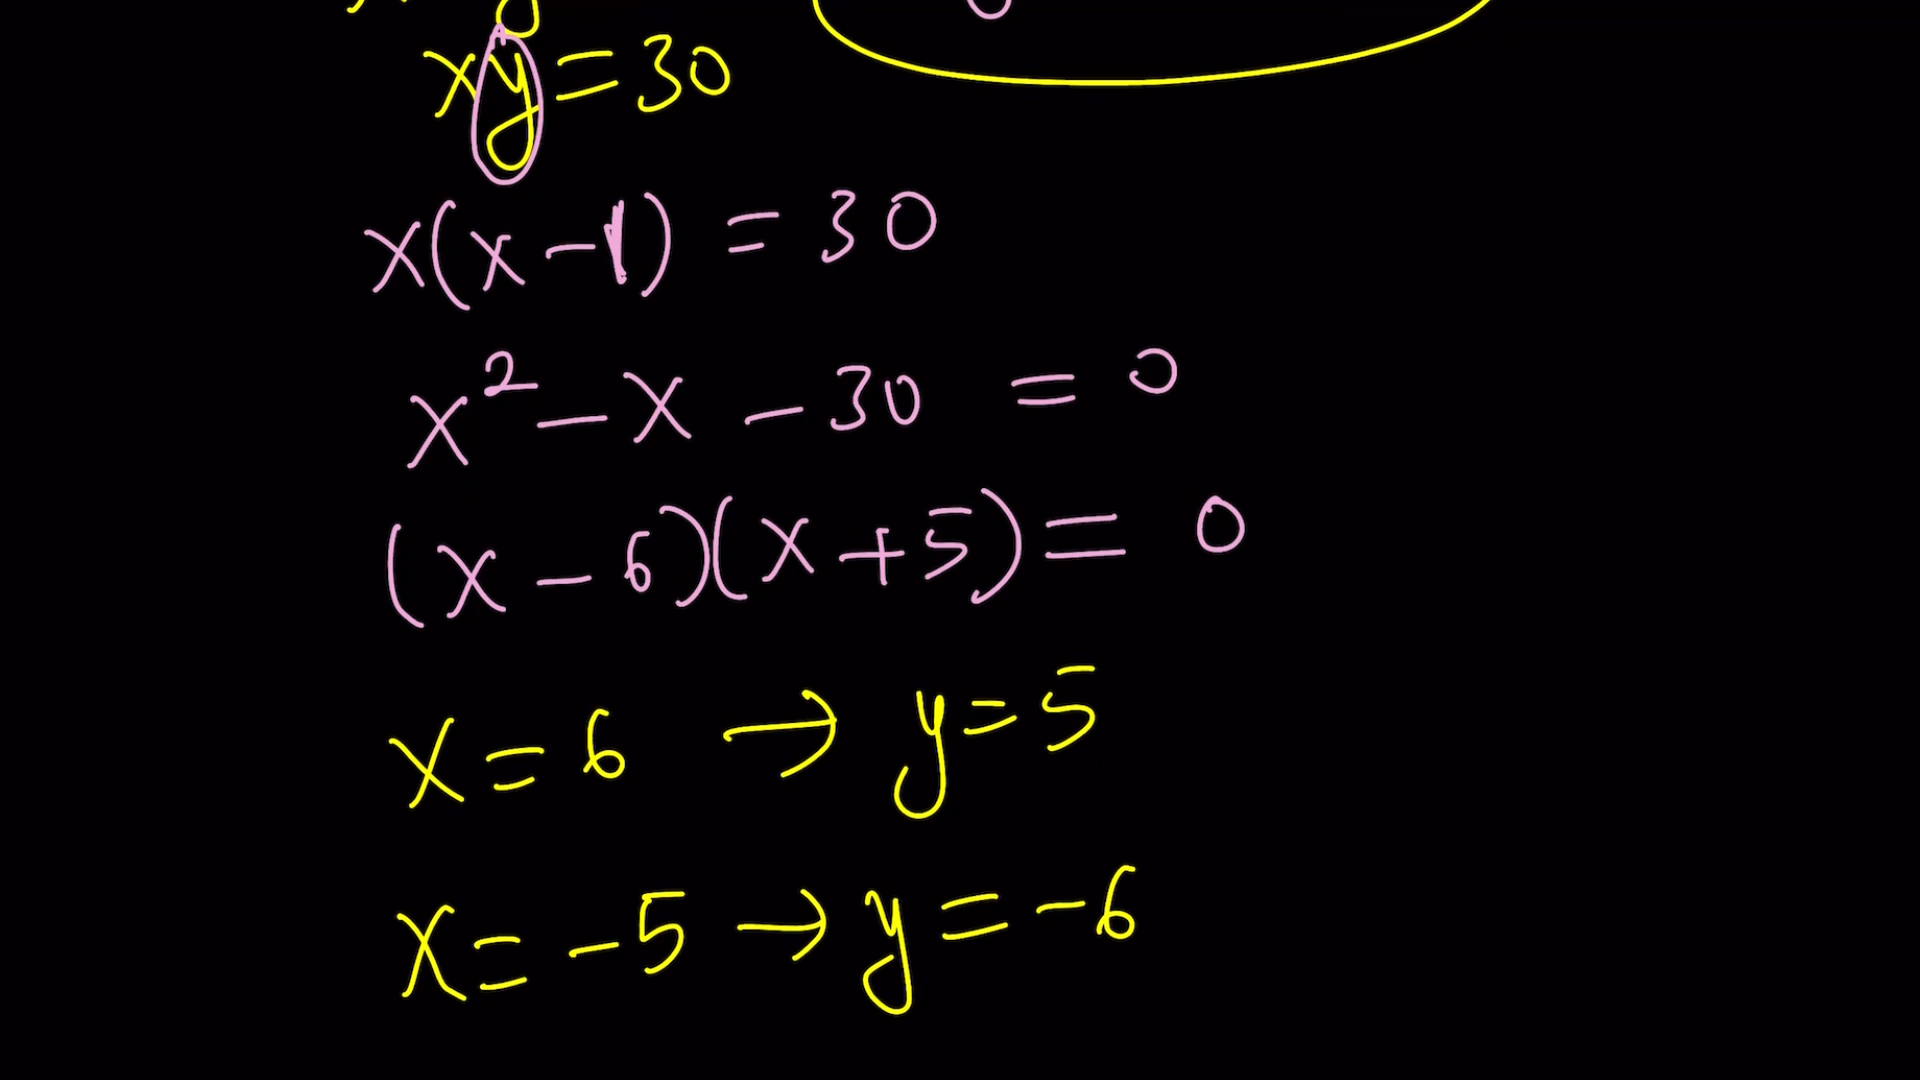 xy=30
x(x-1) = 30
x² - x - 30 = 0
(x - 6)(x + 5) = 0
x = 6 → y = 5
x = -5 → y = -6